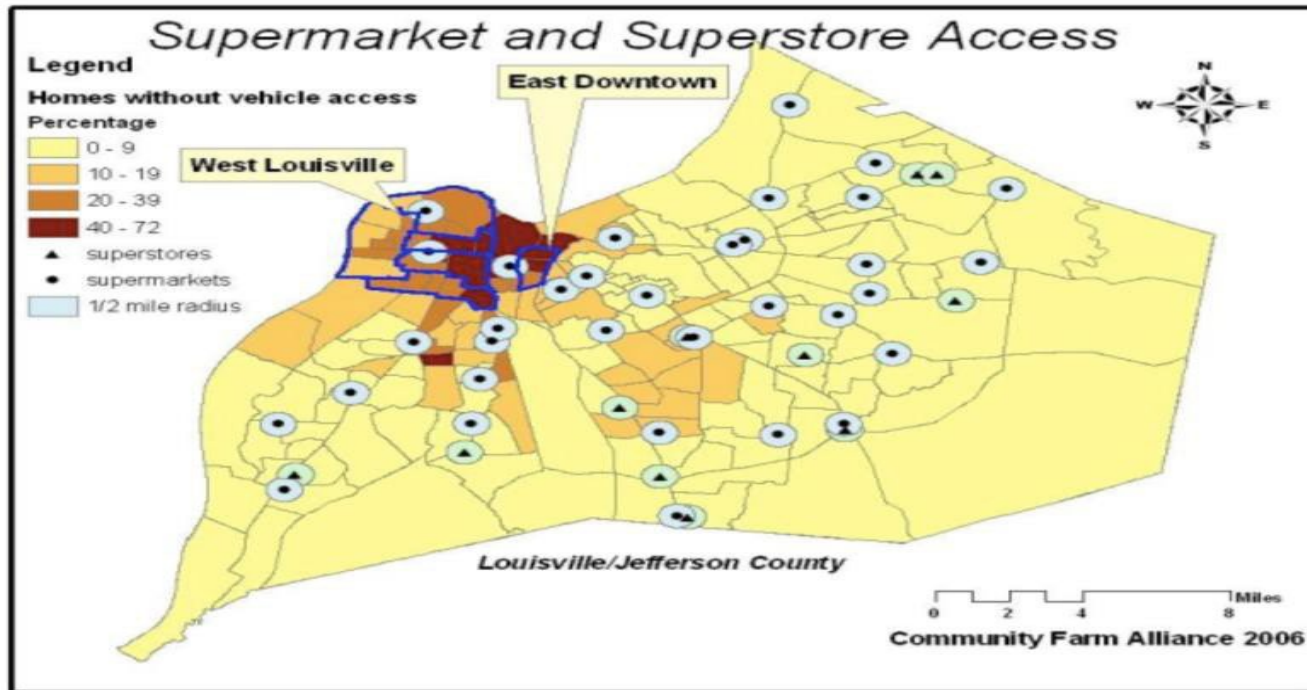 Supermarket and Superstore Access
Legend
Homes without vehicle access
Percentage
0 - 9
10 - 19
20 - 39
40 - 72
superstores
supermarkets
1/2 mile radius
East Downtown
West Louisville
N
W E
S
Louisville/Jefferson County
Miles
0 2 4 8
Community Farm Alliance 2006